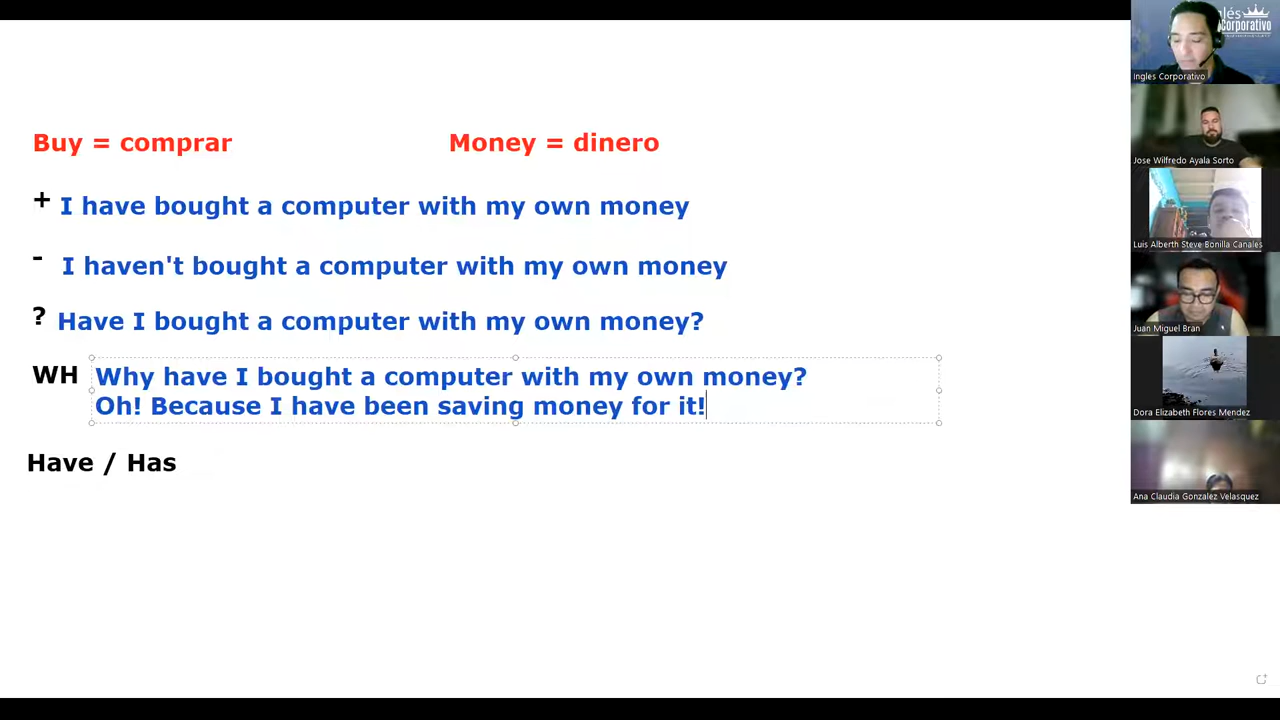 Buy = comprar
Money = dinero
+ I have bought a computer with my own money
- I haven't bought a computer with my own money
? Have I bought a computer with my own money?
WH Why have I bought a computer with my own money?
Oh! Because I have been saving money for it!
Have / Has
Corporativo
Ingles Corporativo
Jose Wilfredo Ayala Sorto
Luis Alberth Steve Bonilla Canales
Juan Miguel Bran
Dora Elizabeth Flores Mendez
Ana Claudia Gonzalez Velasquez